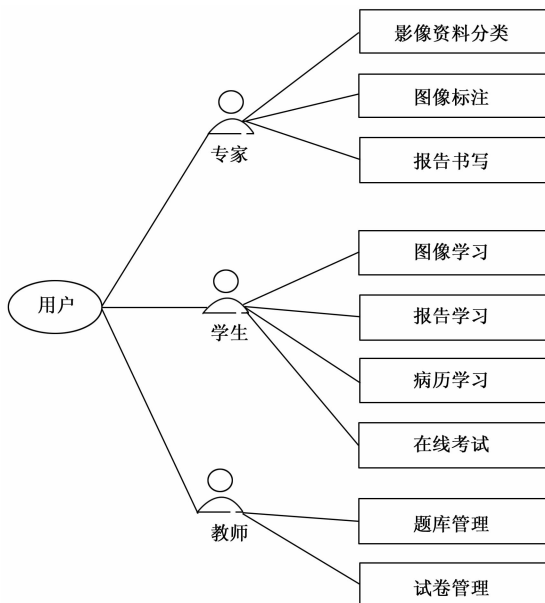 影像资料分类
图像标注
专家
报告书写
图像学习
用户
报告学习
学生
病历学习
在线考试
题库管理
教师
试卷管理